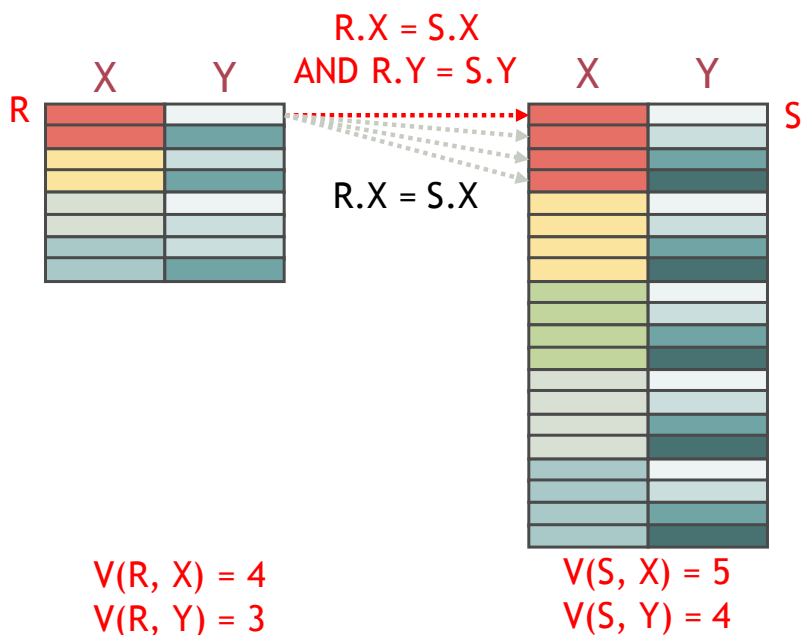 R.X = S.X
AND R.Y = S.Y
X Y
X Y
R
S
R.X = S.X
V(R, X) = 4
V(R, Y) = 3
V(S, X) = 5
V(S, Y) = 4